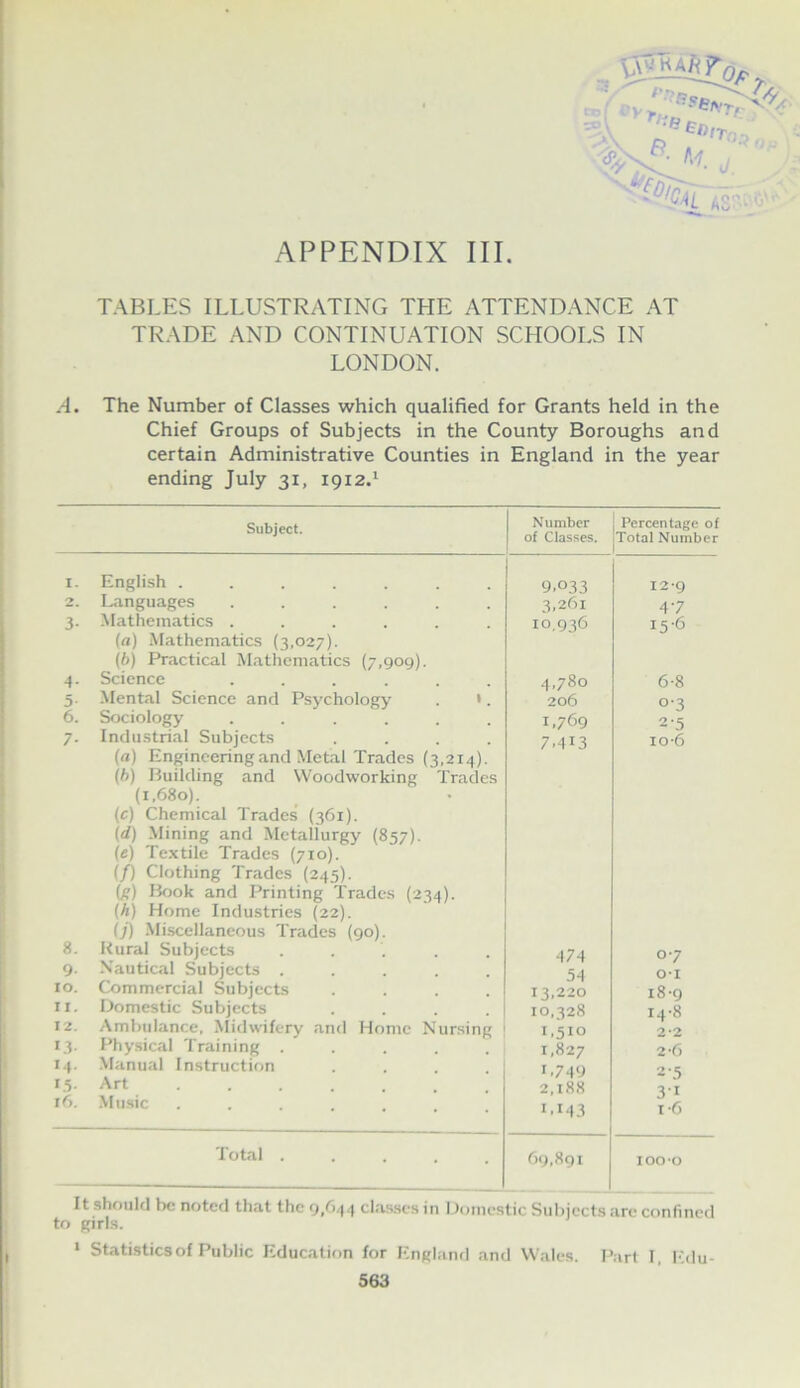 LIBRARY OF THE
PRESENTED
BY THE EDITOR OF
B. M. J.
MEDICAL
APPENDIX III.
TABLES ILLUSTRATING THE ATTENDANCE AT
TRADE AND CONTINUATION SCHOOLS IN
LONDON.
A. The Number of Classes which qualified for Grants held in the
Chief Groups of Subjects in the County Boroughs and
certain Administrative Counties in England in the year
ending July 31, 1912.¹
Subject. Number of Classes. Percentage of Total Number
1. English . . . . . . . 9,033 12·9
2. Languages . . . . . . 3,261 4·7
3. Mathematics . . . . . . 10,936 15·6
(a) Mathematics (3,027).
(b) Practical Mathematics (7,909).
4. Science . . . . . . 4,780 6·8
5. Mental Science and Psychology . . 206 0·3
6. Sociology . . . . . . 1,769 2·5
7. Industrial Subjects . . . . 7,413 10·6
(a) Engineering and Metal Trades (3,214).
(b) Building and Woodworking Trades
(1,680).
(c) Chemical Trades (361).
(d) Mining and Metallurgy (857).
(e) Textile Trades (710).
(f) Clothing Trades (245).
(g) Book and Printing Trades (234).
(h) Home Industries (22).
(j) Miscellaneous Trades (90).
8. Rural Subjects . . . . . 474 0·7
9. Nautical Subjects . . . . . 54 0·1
10. Commercial Subjects . . . . 13,220 18·9
11. Domestic Subjects . . . . 10,328 14·8
12. Ambulance, Midwifery and Home Nursing 1,510 2·2
13. Physical Training . . . . . 1,827 2·6
14. Manual Instruction . . . . 1,749 2·5
15. Art . . . . . . . 2,188 3·1
16. Music . . . . . . . 1,143 1·6
Total . . . . . 69,891 100·0
It should be noted that the 9,644 classes in Domestic Subjects are confined
to girls.
¹ Statistics of Public Education for England and Wales. Part I, Edu-
563